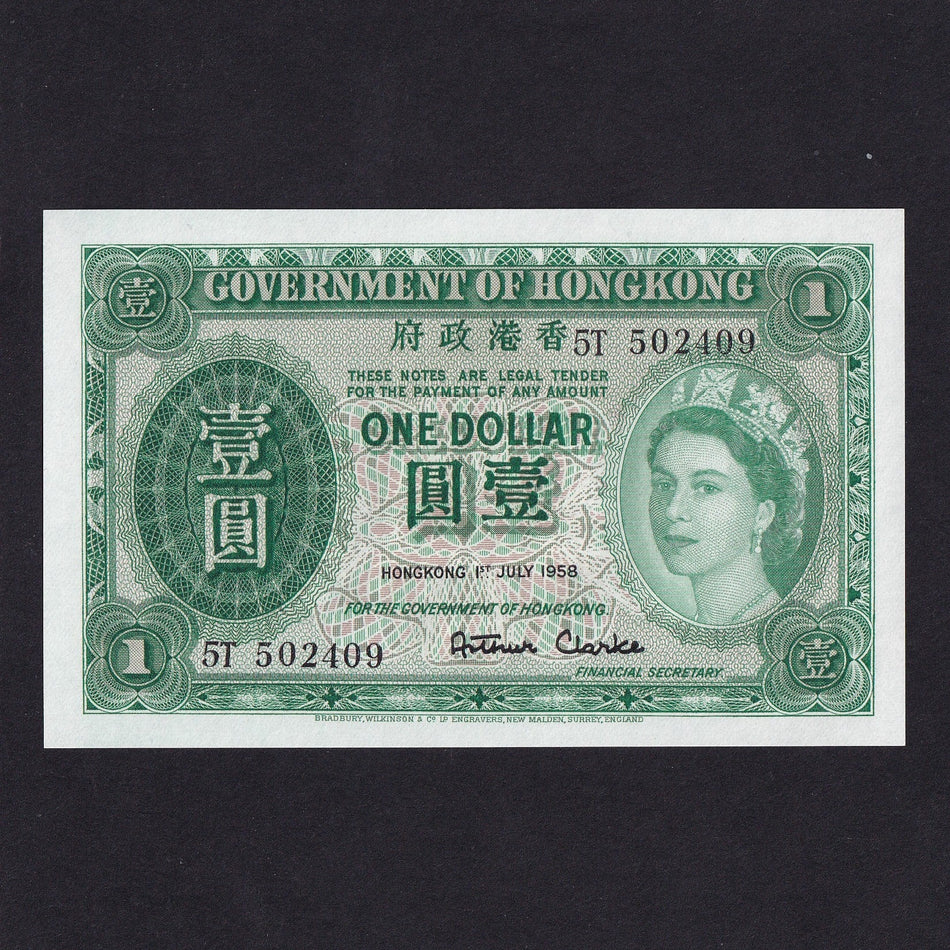 壹 GOVERNMENT OF HONGKONG 1
府政港香 5T 502409
THESE NOTES ARE LEGAL TENDER
FOR THE PAYMENT OF ANY AMOUNT
ONE DOLLAR
圓壹
壹
圓
HONGKONG 1ST JULY 1958
FOR THE GOVERNMENT OF HONGKONG.
1 5T 502409 Arthur Clarke 壹
FINANCIAL SECRETARY
BRADBURY, WILKINSON & Co LD ENGRAVERS, NEW MALDEN, SURREY, ENGLAND